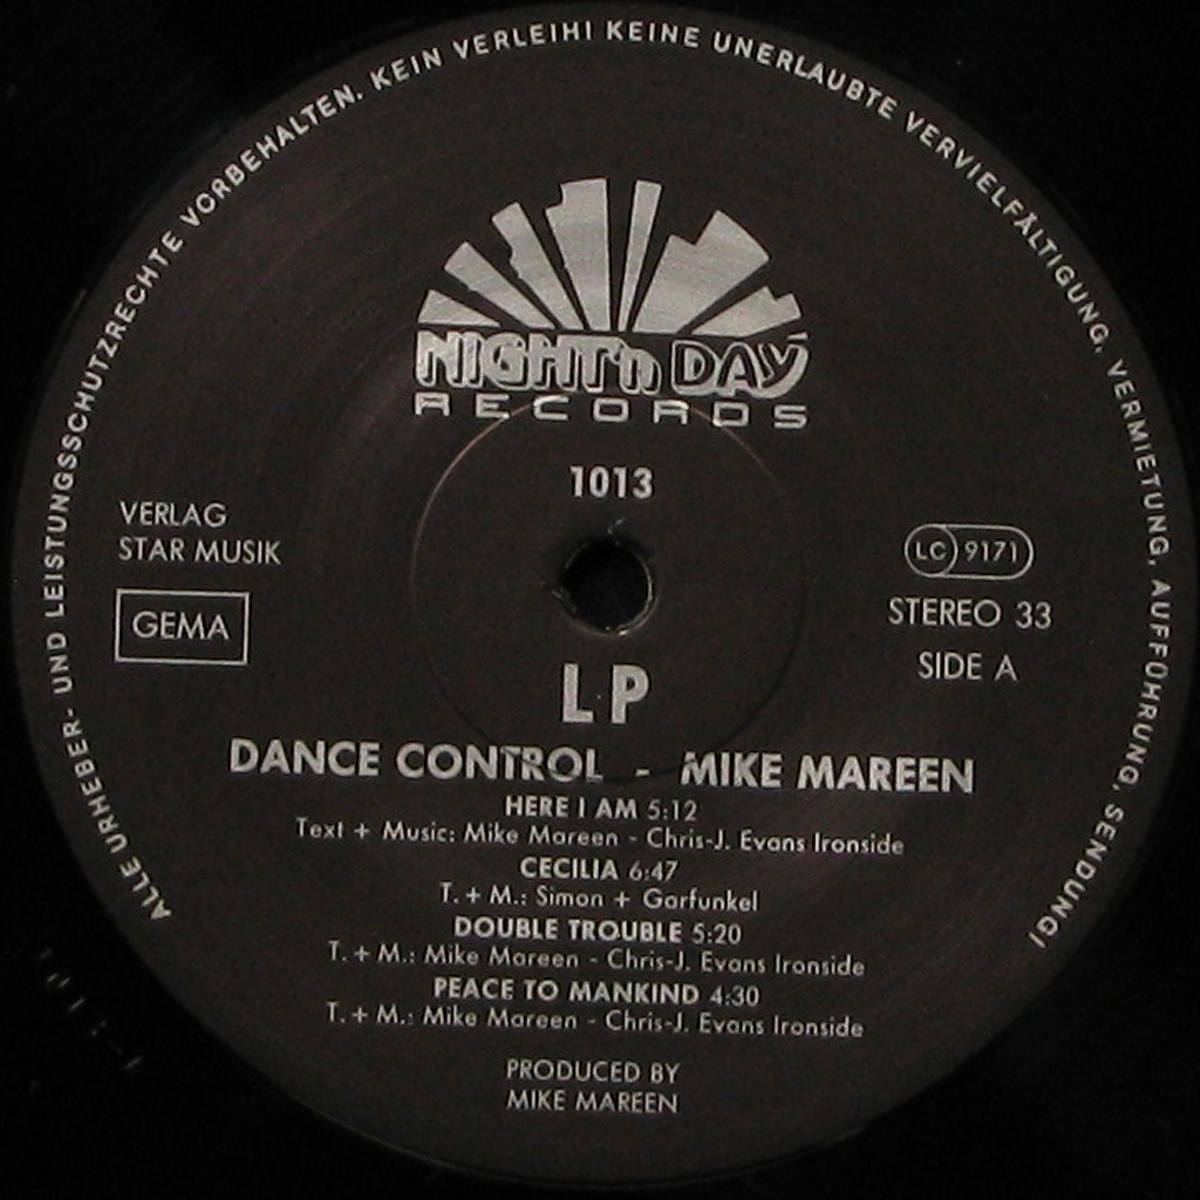 ALLE URHEBER- UND LEISTUNGSSCHUTZRECHTE VORBEHALTEN. KEIN VERLEIH! KEINE UNERLAUBTE VERVIELFÄLTIGUNG, VERMIETUNG, AUFFÜHRUNG, SENDUNG!
NIGHT'n DAY
RECORDS
1013
VERLAG
STAR MUSIK
GEMA
LC 9171
STEREO 33
SIDE A
LP
DANCE CONTROL - MIKE MAREEN
HERE I AM 5:12
Text + Music: Mike Mareen - Chris-J. Evans Ironside
CECILIA 6:47
T. + M.: Simon + Garfunkel
DOUBLE TROUBLE 5:20
T. + M.: Mike Mareen - Chris-J. Evans Ironside
PEACE TO MANKIND 4:30
T. + M.: Mike Mareen - Chris-J. Evans Ironside
PRODUCED BY
MIKE MAREEN